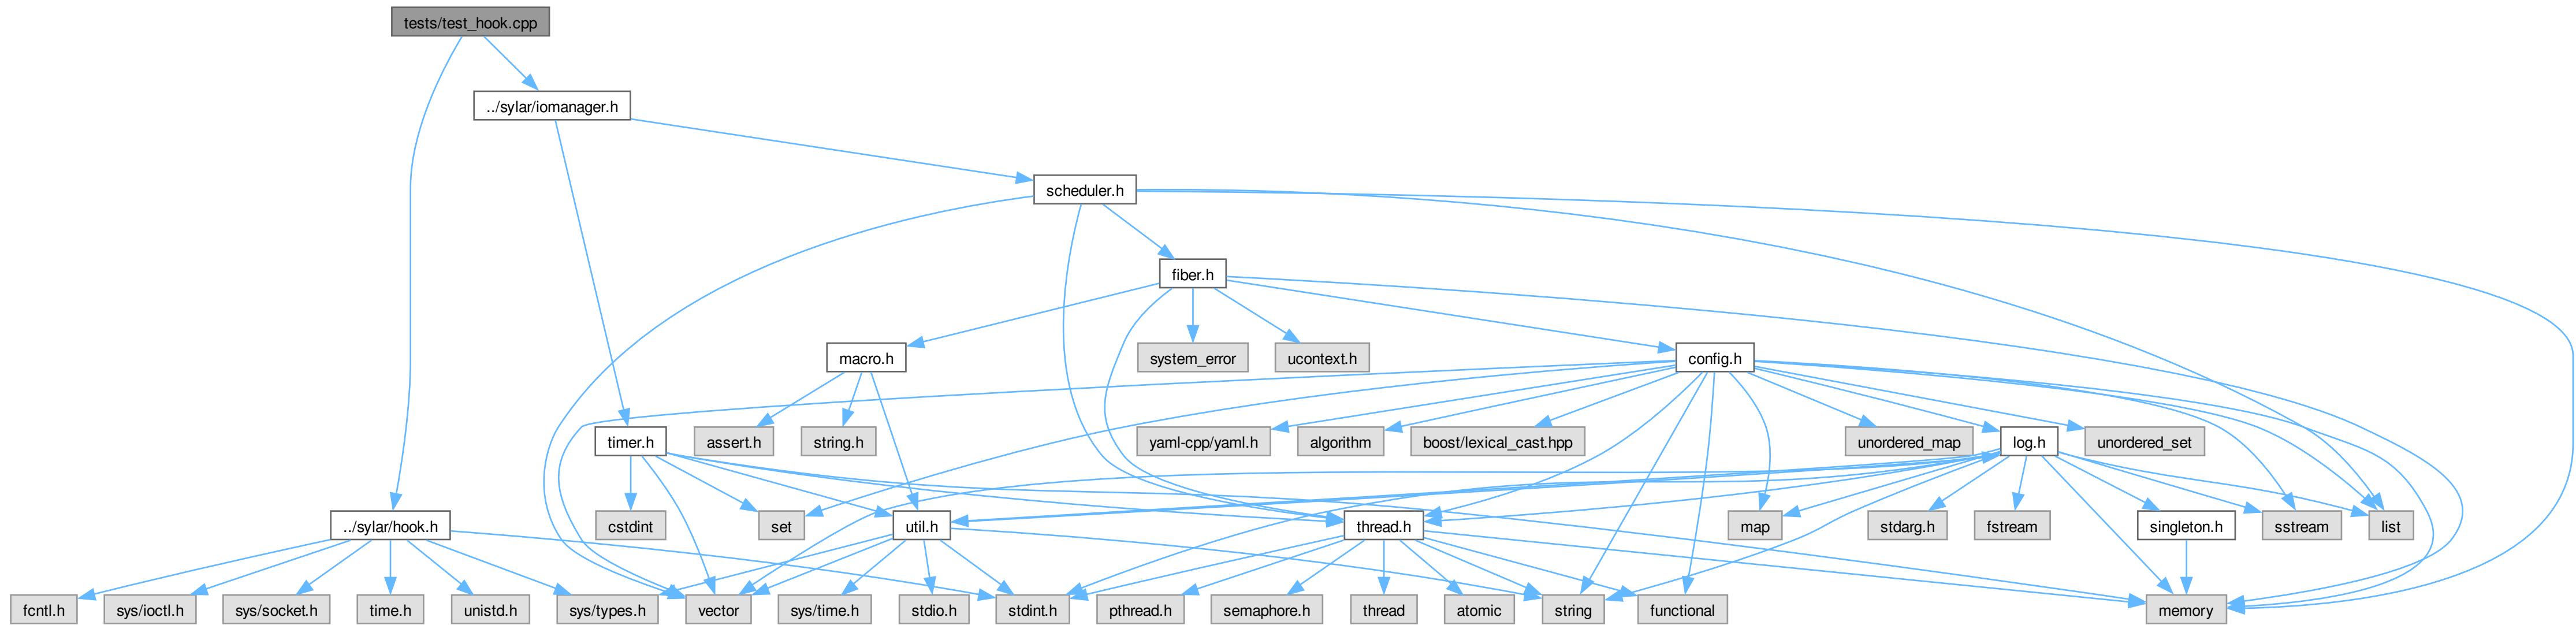 tests/test_hook.cpp
../sylar/iomanager.h
scheduler.h
fiber.h
macro.h
system_error
ucontext.h
config.h
timer.h
assert.h
string.h
yaml-cpp/yaml.h
algorithm
boost/lexical_cast.hpp
unordered_map
log.h
unordered_set
../sylar/hook.h
cstdint
set
util.h
thread.h
map
stdarg.h
fstream
singleton.h
sstream
list
fcntl.h
sys/ioctl.h
sys/socket.h
time.h
unistd.h
sys/types.h
vector
sys/time.h
stdio.h
stdint.h
pthread.h
semaphore.h
thread
atomic
string
functional
memory